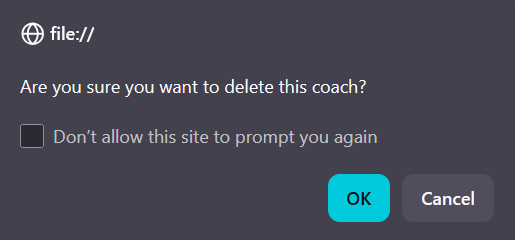 file://
Are you sure you want to delete this coach?
Don’t allow this site to prompt you again
OK
Cancel